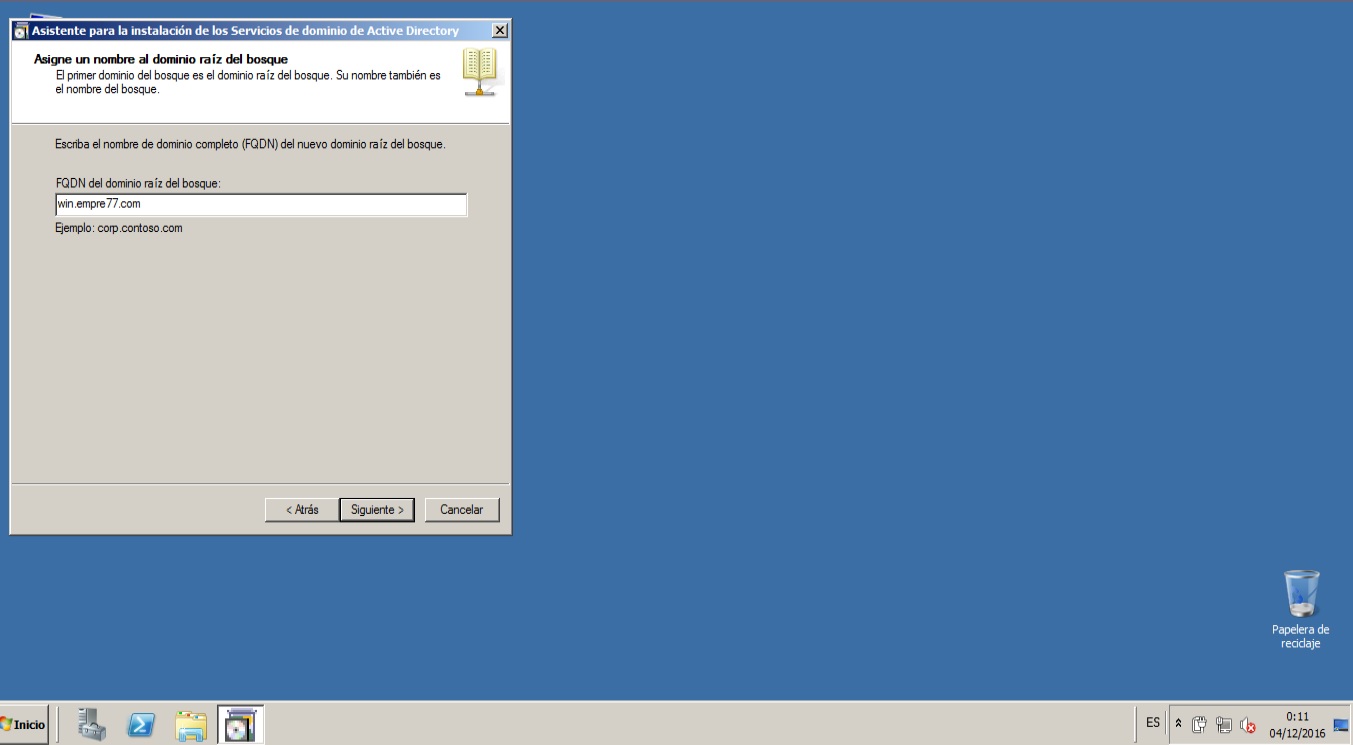 Asistente para la instalación de los Servicios de dominio de Active Directory
Asigne un nombre al dominio raíz del bosque
El primer dominio del bosque es el dominio raíz del bosque. Su nombre también es
el nombre del bosque.
Escriba el nombre de dominio completo (FQDN) del nuevo dominio raíz del bosque.
FQDN del dominio raíz del bosque:
win.empre77.com
Ejemplo: corp.contoso.com
< Atrás
Siguiente >
Cancelar
Papelera de
reciclaje
Inicio
ES
0:11
04/12/2016